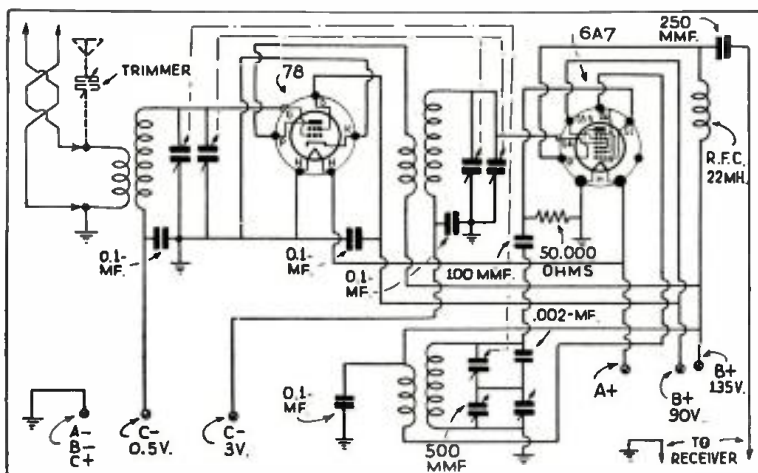 250
MMF.
6A7
TRIMMER
78
R.F.C.
22MH.
0.1-
MF.
0.1-
MF.
0.1-
MF.
100 MMF.
50,000
OHMS
.002-MF.
A+
B+
135V.
B+
90V.
0.1-
MF
500
MMF
A-
B-
C+
C-
0.5V.
C-
3V.
TO
RECEIVER